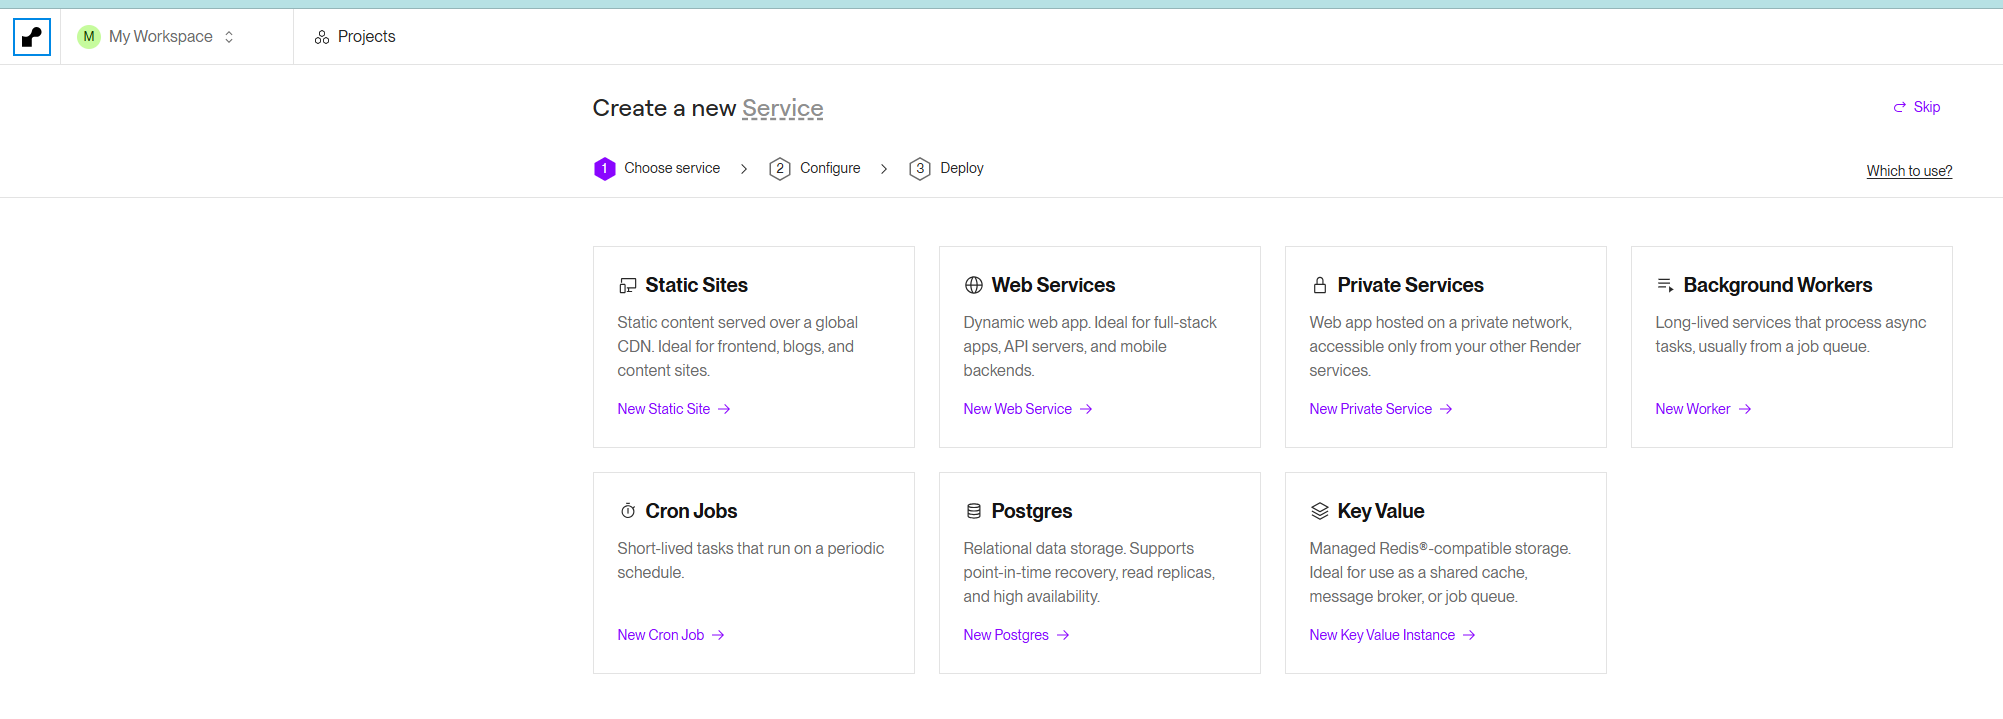 M My Workspace
Projects
Create a new Service
Skip
1 Choose service
2 Configure
3 Deploy
Which to use?
Static Sites
Static content served over a global
CDN. Ideal for frontend, blogs, and
content sites.
New Static Site
Web Services
Dynamic web app. Ideal for full-stack
apps, API servers, and mobile
backends.
New Web Service
Private Services
Web app hosted on a private network,
accessible only from your other Render
services.
New Private Service
Background Workers
Long-lived services that process async
tasks, usually from a job queue.
New Worker
Cron Jobs
Short-lived tasks that run on a periodic
schedule.
New Cron Job
Postgres
Relational data storage. Supports
point-in-time recovery, read replicas,
and high availability.
New Postgres
Key Value
Managed Redis®-compatible storage.
Ideal for use as a shared cache,
message broker, or job queue.
New Key Value Instance